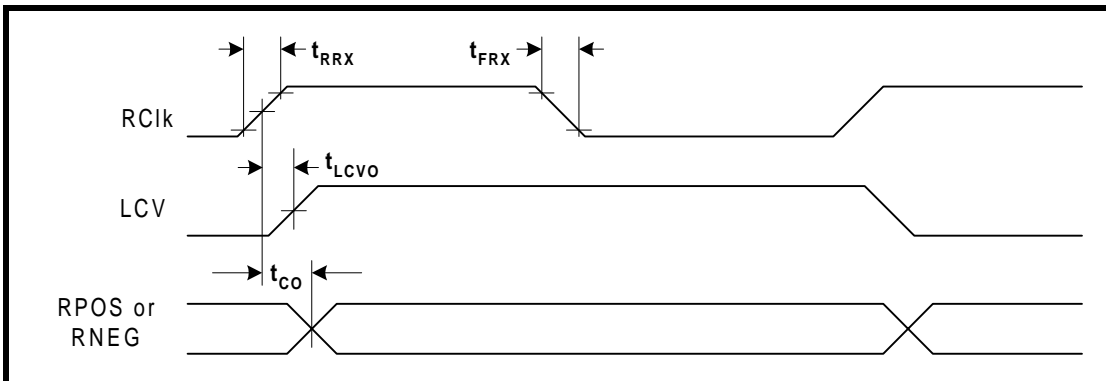 tRRX
tFRX
RClk
tLCVO
LCV
tCO
RPOS or
RNEG